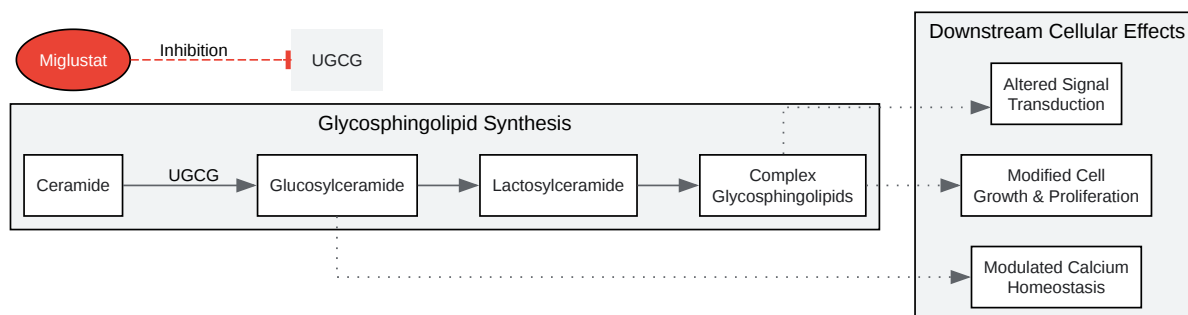 Downstream Cellular Effects
Miglustat
Inhibition
UGCG
Altered Signal
Transduction
Glycosphingolipid Synthesis
Ceramide
UGCG
Glucosylceramide
Lactosylceramide
Complex
Glycosphingolipids
Modified Cell
Growth & Proliferation
Modulated Calcium
Homeostasis